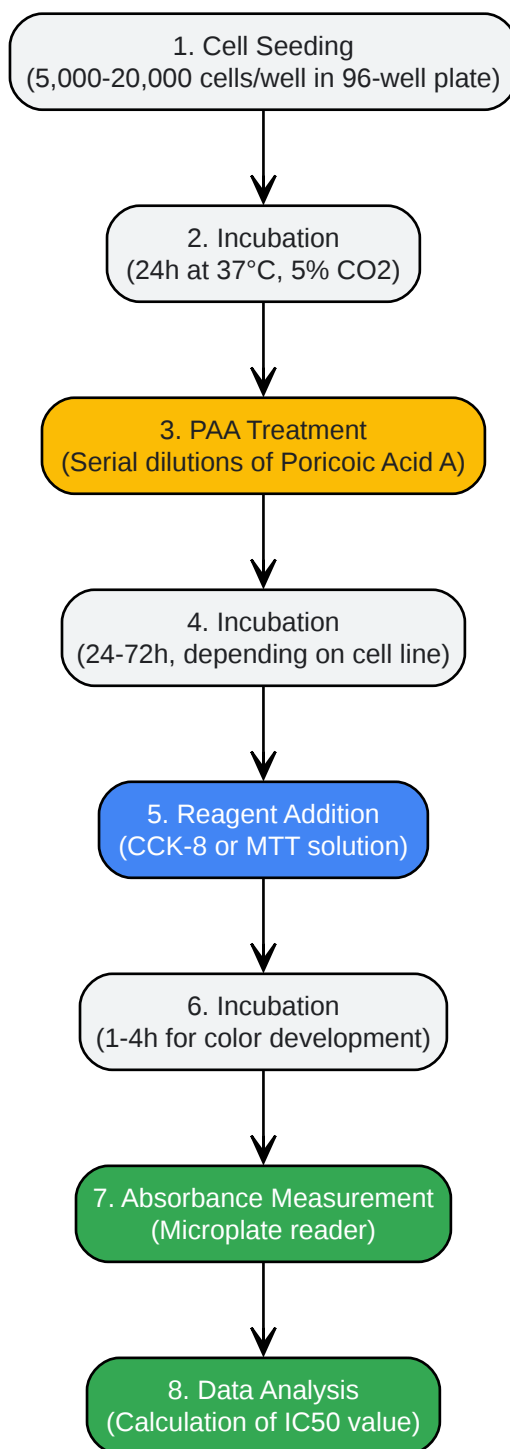 1. Cell Seeding
(5,000-20,000 cells/well in 96-well plate)
2. Incubation
(24h at 37°C, 5% CO2)
3. PAA Treatment
(Serial dilutions of Poricoic Acid A)
4. Incubation
(24-72h, depending on cell line)
5. Reagent Addition
(CCK-8 or MTT solution)
6. Incubation
(1-4h for color development)
7. Absorbance Measurement
(Microplate reader)
8. Data Analysis
(Calculation of IC50 value)